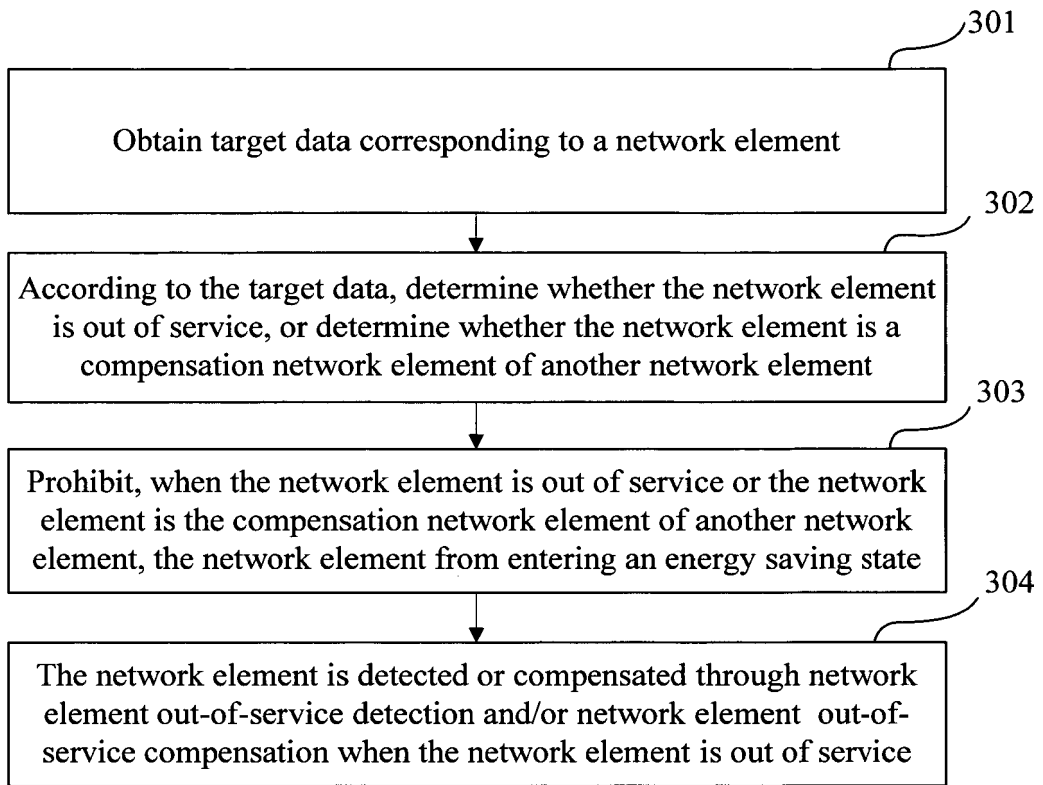 301
Obtain target data corresponding to a network element
302
According to the target data, determine whether the network element
is out of service, or determine whether the network element is a
compensation network element of another network element
303
Prohibit, when the network element is out of service or the network
element is the compensation network element of another network
element, the network element from entering an energy saving state
304
The network element is detected or compensated through network
element out-of-service detection and/or network element out-of-
service compensation when the network element is out of service